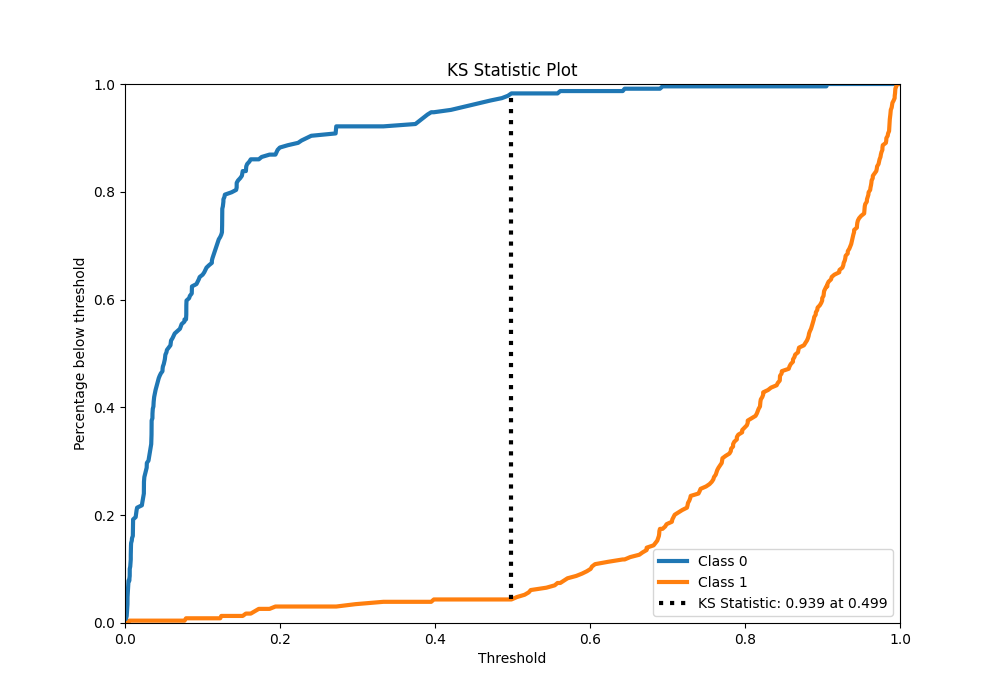 KS Statistic Plot
Percentage below threshold
1.0
0.8
0.6
0.4
0.2
0.0
0.0 0.2 0.4 0.6 0.8 1.0
Threshold
Class 0
Class 1
KS Statistic: 0.939 at 0.499